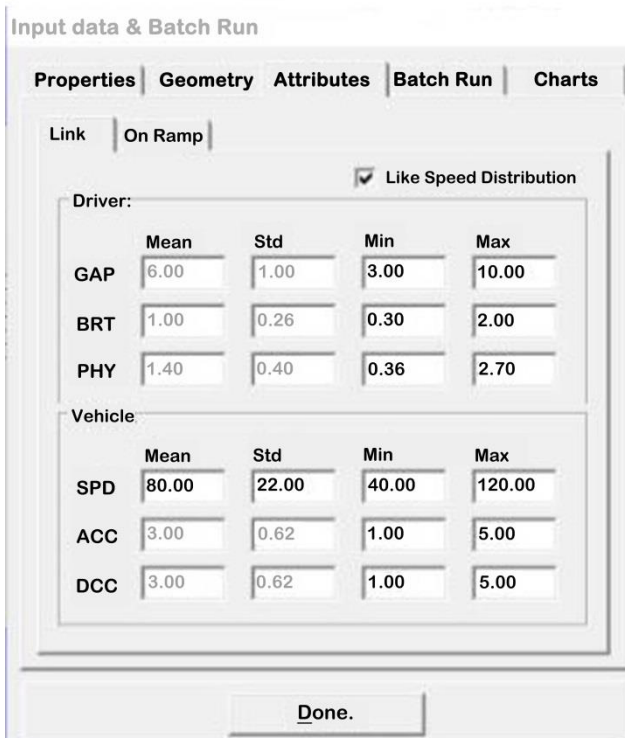 Input data & Batch Run
Properties Geometry Attributes Batch Run Charts
Link On Ramp
Like Speed Distribution
Driver:
Mean Std Min Max
GAP 6.00 1.00 3.00 10.00
BRT 1.00 0.26 0.30 2.00
PHY 1.40 0.40 0.36 2.70
Vehicle
Mean Std Min Max
SPD 80.00 22.00 40.00 120.00
ACC 3.00 0.62 1.00 5.00
DCC 3.00 0.62 1.00 5.00
Done.